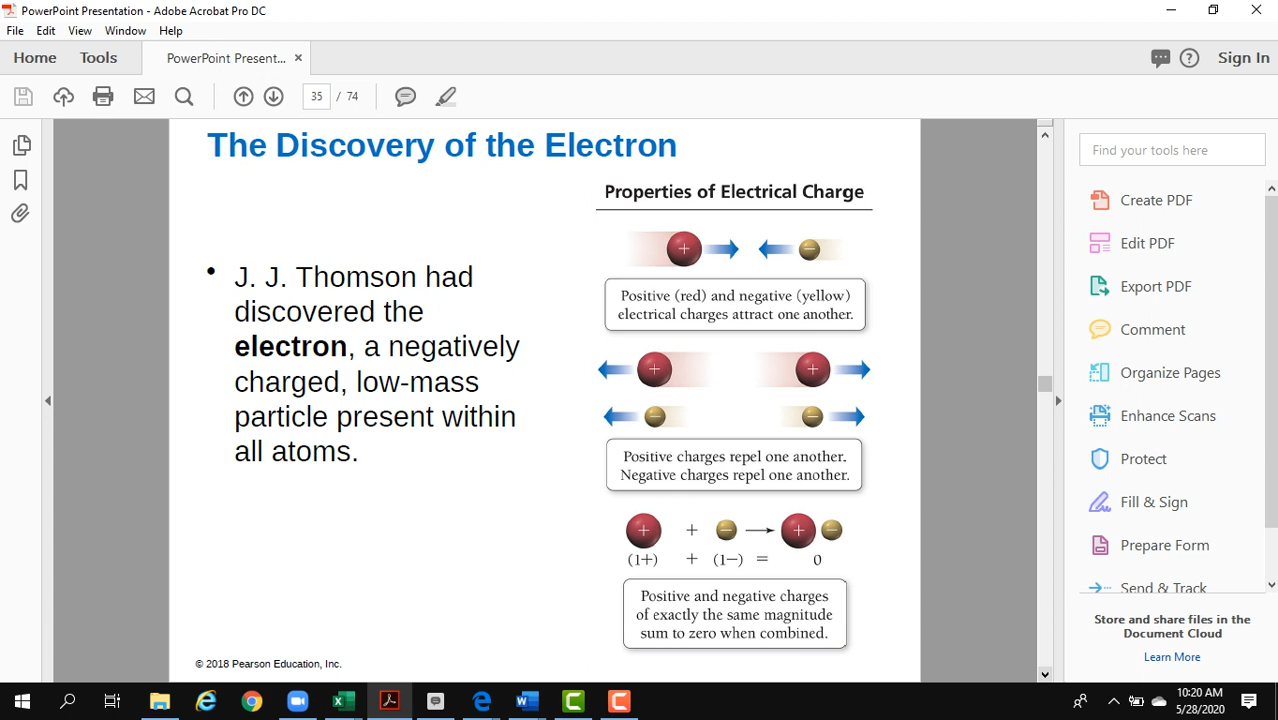 PowerPoint Presentation - Adobe Acrobat Pro DC
File Edit View Window Help
Home Tools PowerPoint Present... × Sign In
35 / 74
The Discovery of the Electron
• J. J. Thomson had
discovered the
electron, a negatively
charged, low-mass
particle present within
all atoms.
Properties of Electrical Charge
+ −
Positive (red) and negative (yellow)
electrical charges attract one another.
+ +
− −
Positive charges repel one another.
Negative charges repel one another.
+ + − → + −
(1+) + (1−) = 0
Positive and negative charges
of exactly the same magnitude
sum to zero when combined.
© 2018 Pearson Education, Inc.
Find your tools here
Create PDF
Edit PDF
Export PDF
Comment
Organize Pages
Enhance Scans
Protect
Fill & Sign
Prepare Form
Send & Track
Store and share files in the
Document Cloud
Learn More
10:20 AM
5/28/2020